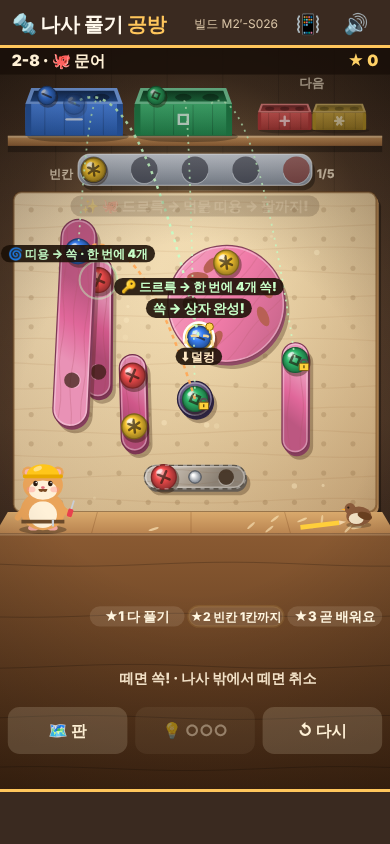 나사 풀기 공방
빌드 M2'-S026
2-8 · 🐙 문어
★ 0
다음
빈칸
1/5
🌀 띠용 → 쏙 · 한 번에 4개
🔑 드르륵 → 한 번에 4개 쏙!
쏙 → 상자 완성!
⬇덜컹
★1 다 풀기
★2 빈칸 1칸까지
★3 곧 배워요
떼면 쏙! · 나사 밖에서 떼면 취소
🗺️ 판
💡 ○○○
↺ 다시